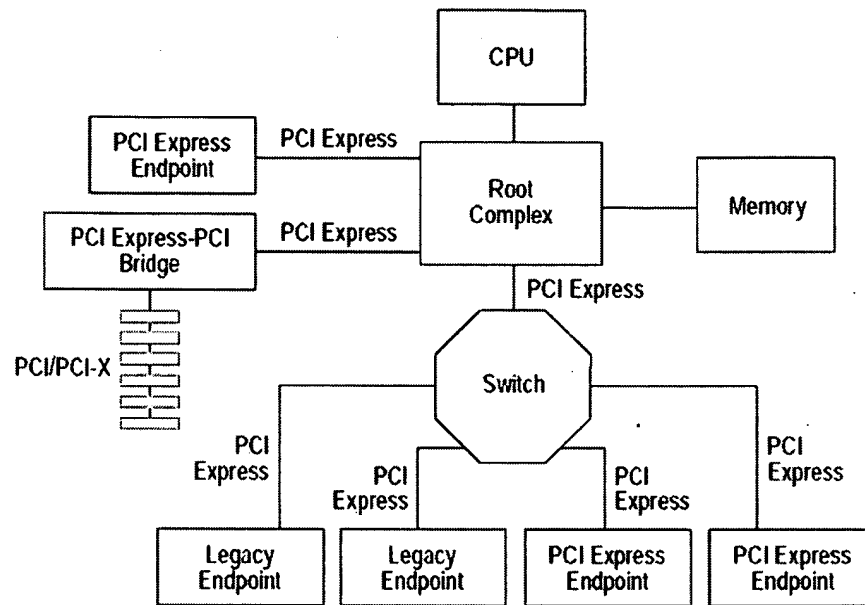 CPU
PCI Express
Endpoint
PCI Express
Root
Complex
Memory
PCI Express-PCI
Bridge
PCI Express
PCI Express
PCI/PCI-X
Switch
PCI
Express
PCI
Express
PCI
Express
PCI
Express
Legacy
Endpoint
Legacy
Endpoint
PCI Express
Endpoint
PCI Express
Endpoint